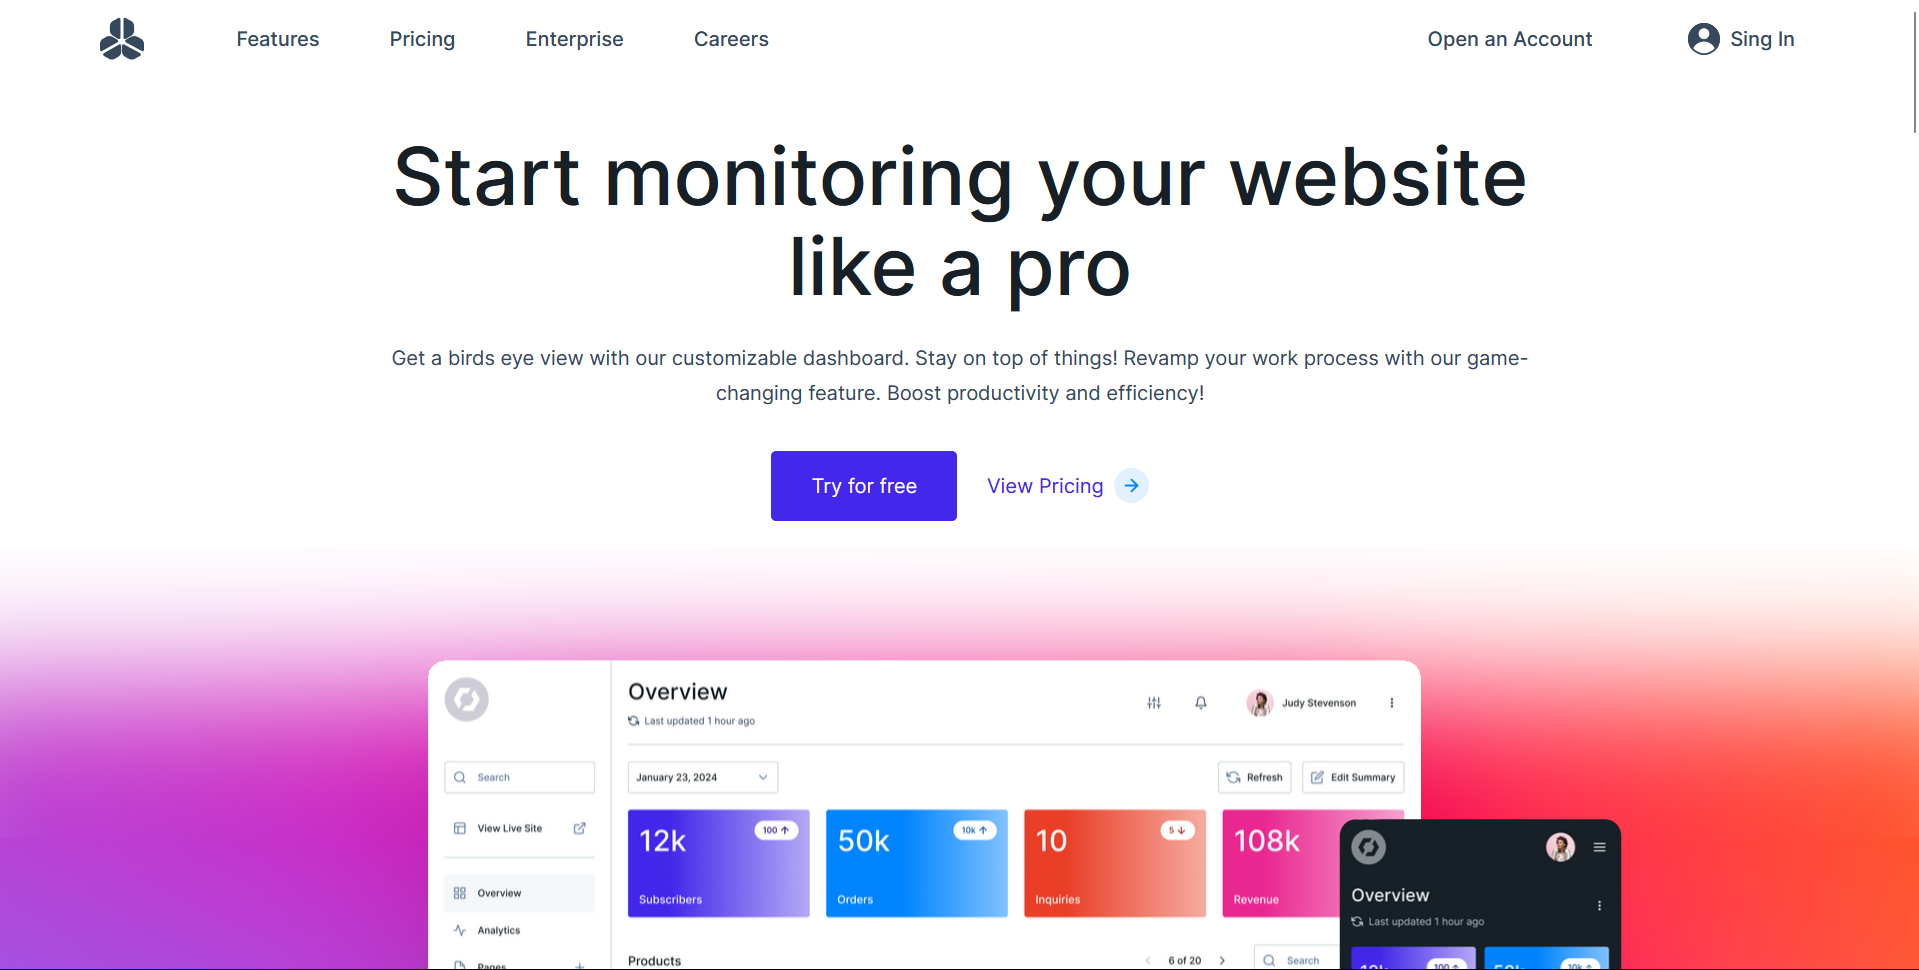 Features Pricing Enterprise Careers Open an Account Sing In
Start monitoring your website
like a pro
Get a birds eye view with our customizable dashboard. Stay on top of things! Revamp your work process with our game-
changing feature. Boost productivity and efficiency!
Try for free View Pricing
Overview
Last updated 1 hour ago
Judy Stevenson
Search
January 23, 2024
Refresh
Edit Summary
View Live Site
12k
100
Subscribers
50k
10k
Orders
10
5
Inquiries
108k
Revenue
Overview
Analytics
Pages
Products
6 of 20
Search
Overview
Last updated 1 hour ago
12k
100
50k
10k